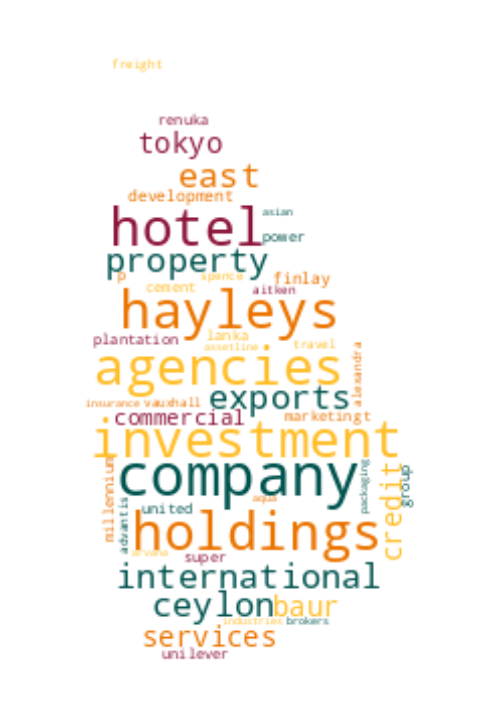 freight
renuka
tokyo
east
development
asian
hotel
power
property
p spence finlay
cement aitken
hayleys
plantation lanka
assetline travel
agencies
alexandra
exports
insurance vauxhall
commercial marketing t
investment
company
millennium
packaging
credit
group
aqua
advantis
united
holdings
arvana
super
international
ceylon baur
industries brokers
services
unilever